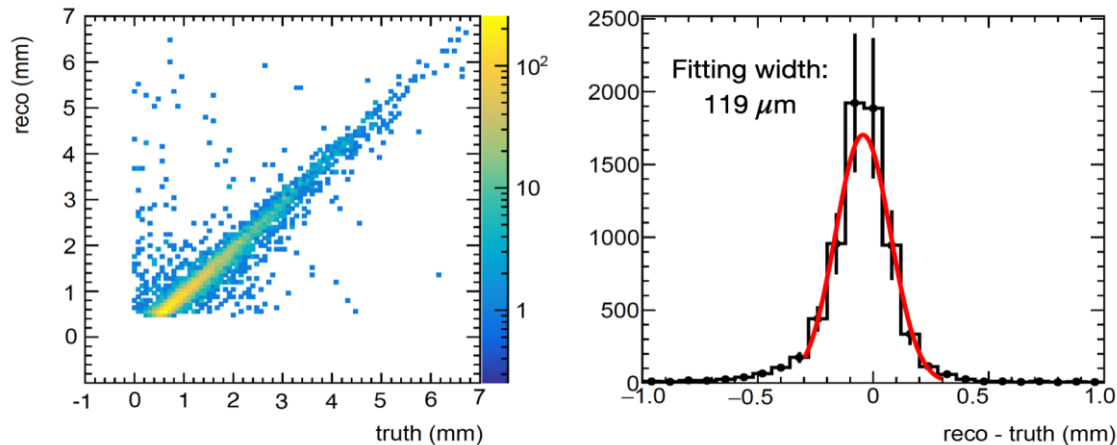 7
6
5
4
3
2
1
0
reco (mm)
-1 0 1 2 3 4 5 6 7
truth (mm)
10²
10
1
2500
2000
1500
1000
500
0
Fitting width:
119 μm
−1.0 −0.5 0 0.5 1.0
reco - truth (mm)